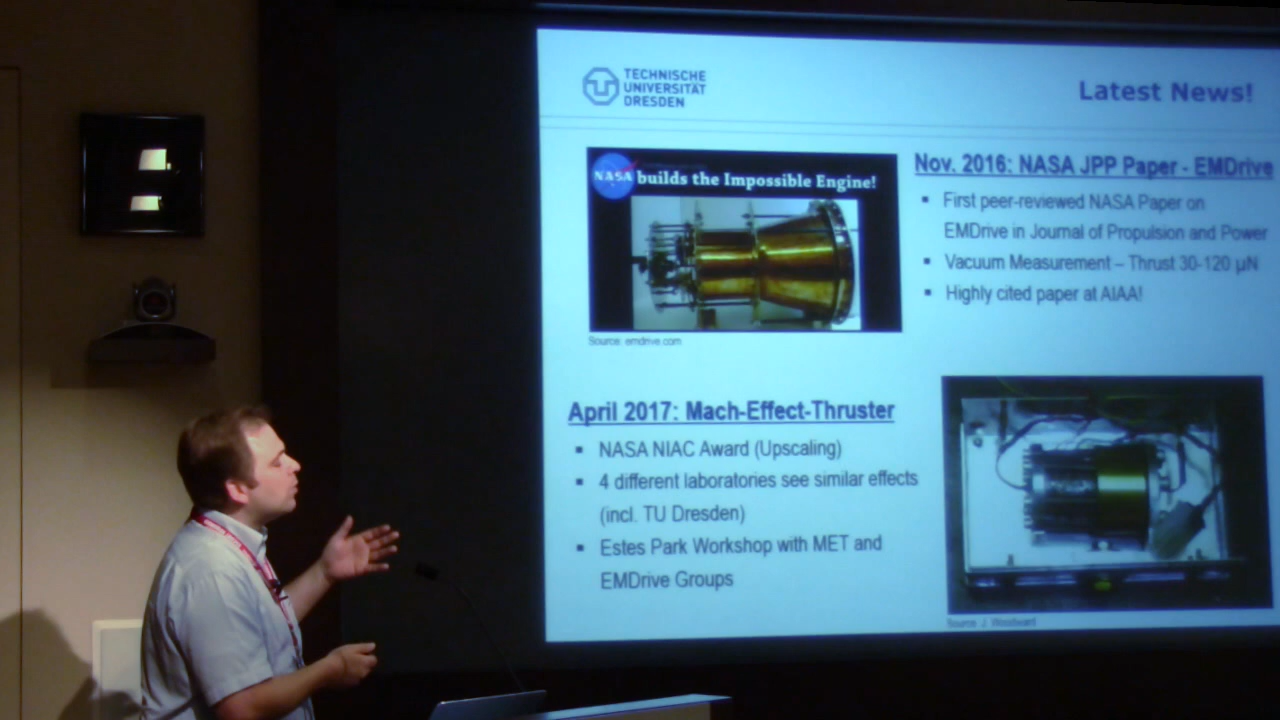 TECHNISCHE
UNIVERSITÄT
DRESDEN
Latest News!
NASA builds the Impossible Engine!
Source: emdrive.com
Nov. 2016: NASA JPP Paper - EMDrive
▪ First peer-reviewed NASA Paper on
EMDrive in Journal of Propulsion and Power
▪ Vacuum Measurement – Thrust 30-120 µN
▪ Highly cited paper at AIAA!
April 2017: Mach-Effect-Thruster
▪ NASA NIAC Award (Upscaling)
▪ 4 different laboratories see similar effects
(incl. TU Dresden)
▪ Estes Park Workshop with MET and
EMDrive Groups
Source: J. Woodward